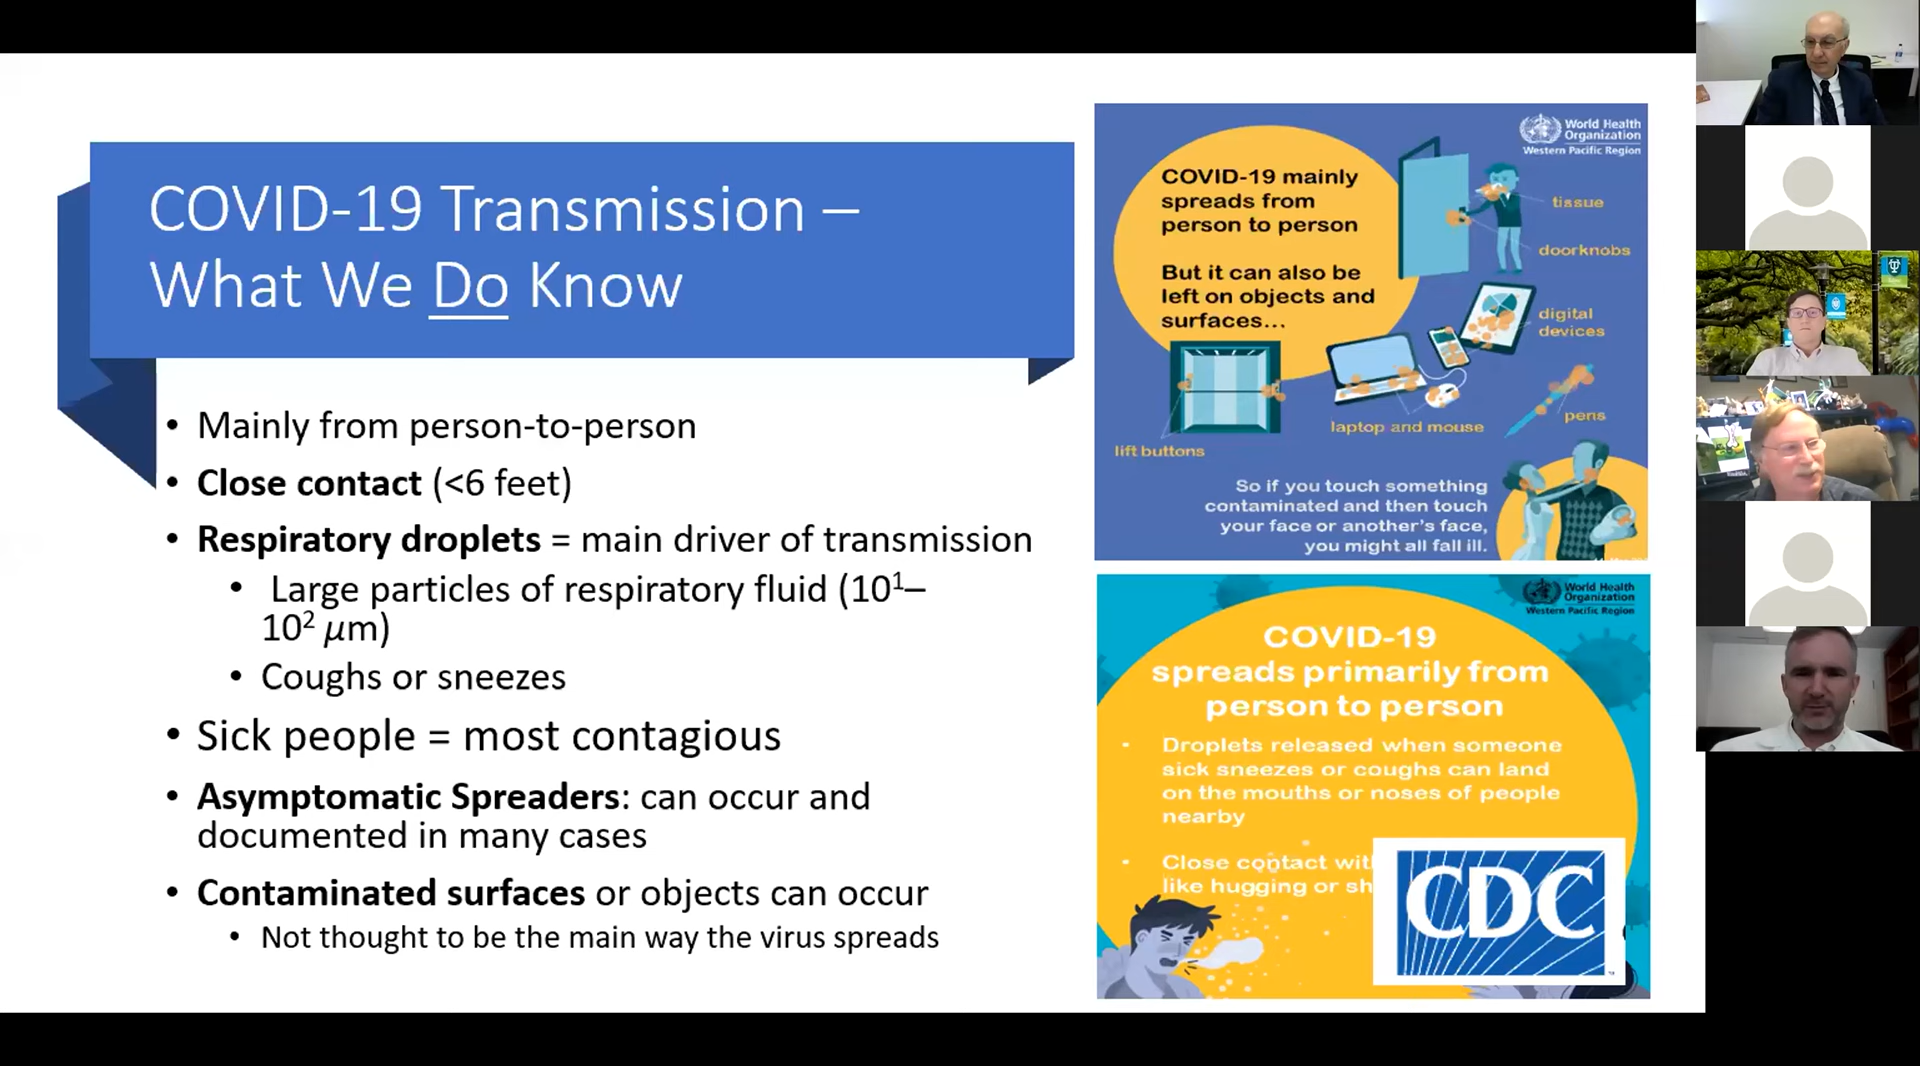 COVID-19 Transmission –
What We Do Know
• Mainly from person-to-person
• Close contact (<6 feet)
• Respiratory droplets = main driver of transmission
• Large particles of respiratory fluid (10¹–
10² μm)
• Coughs or sneezes
• Sick people = most contagious
• Asymptomatic Spreaders: can occur and
documented in many cases
• Contaminated surfaces or objects can occur
• Not thought to be the main way the virus spreads
World Health
Organization
Western Pacific Region
COVID-19 mainly
spreads from
person to person
But it can also be
left on objects and
surfaces...
tissue
doorknobs
digital
devices
pens
laptop and mouse
lift buttons
So if you touch something
contaminated and then touch
your face or another's face,
you might all fall ill.
World Health
Organization
Western Pacific Region
COVID-19
spreads primarily from
person to person
• Droplets released when someone
sick sneezes or coughs can land
on the mouths or noses of people
nearby
• Close contact with
like hugging or sh
CDC